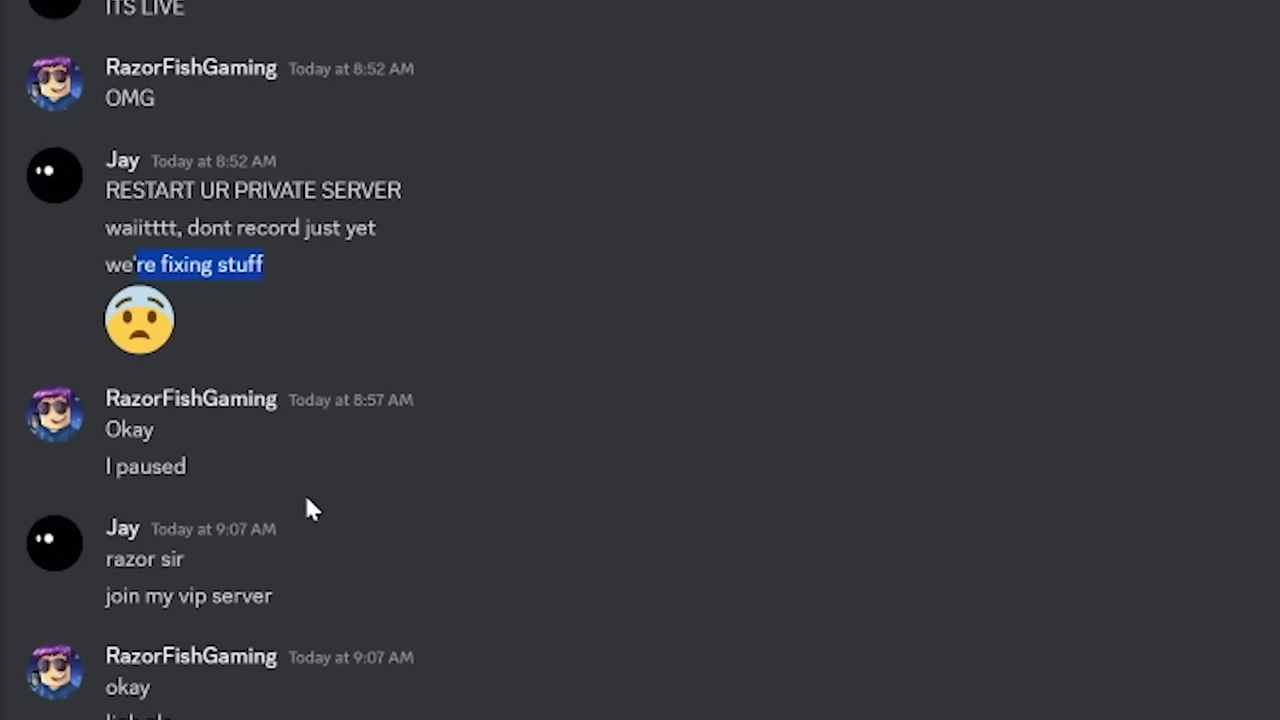 ITS LIVE
RazorFishGaming Today at 8:52 AM
OMG
Jay Today at 8:52 AM
RESTART UR PRIVATE SERVER
waiitttt, dont record just yet
we're fixing stuff
RazorFishGaming Today at 8:57 AM
Okay
I paused
Jay Today at 9:07 AM
razor sir
join my vip server
RazorFishGaming Today at 9:07 AM
okay